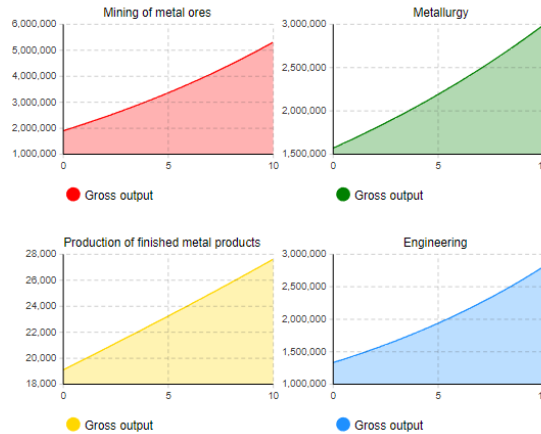 Mining of metal ores
6,000,000
5,000,000
4,000,000
3,000,000
2,000,000
1,000,000
0 5 10
Gross output
Metallurgy
3,000,000
2,500,000
2,000,000
1,500,000
0 5 1
Gross output
Production of finished metal products
28,000
26,000
24,000
22,000
20,000
18,000
0 5 10
Gross output
Engineering
3,000,000
2,500,000
2,000,000
1,500,000
1,000,000
0 5 1
Gross output